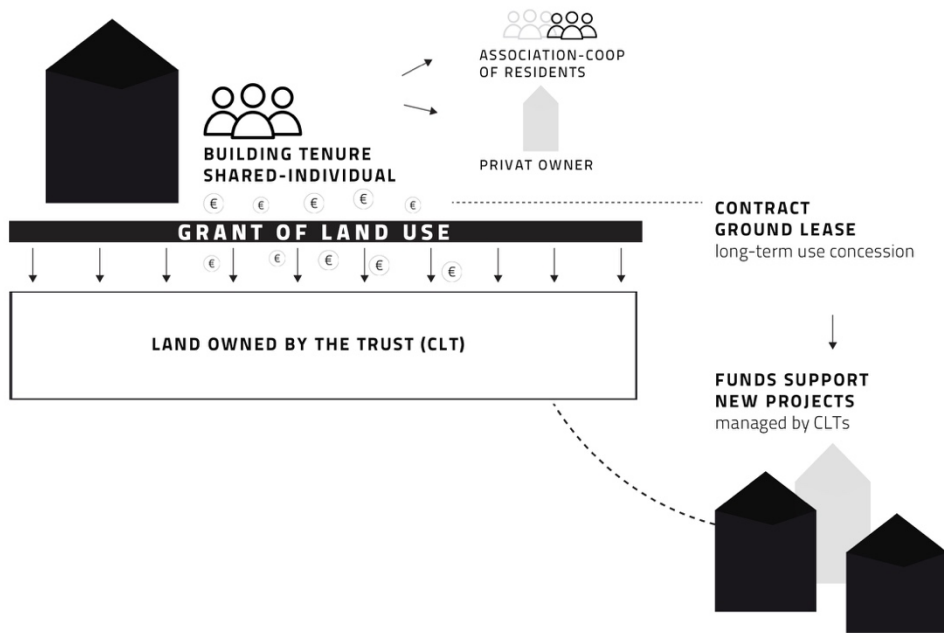 ASSOCIATION-COOP
OF RESIDENTS
BUILDING TENURE
SHARED-INDIVIDUAL
PRIVAT OWNER
€ € € € €
GRANT OF LAND USE
€ € € € €
CONTRACT
GROUND LEASE
long-term use concession
LAND OWNED BY THE TRUST (CLT)
FUNDS SUPPORT
NEW PROJECTS
managed by CLTs